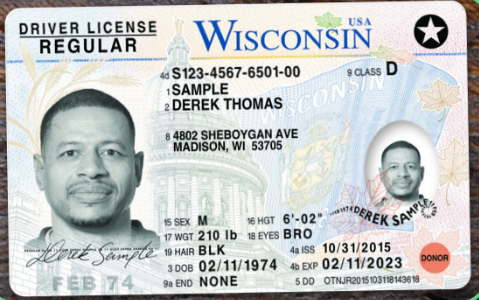 DRIVER LICENSE
REGULAR
WISCONSIN USA
4d S123-4567-6501-00 9 CLASS D
1 SAMPLE
2 DEREK THOMAS
8 4802 SHEBOYGAN AVE
MADISON, WI 53705
WISCONSIN
15 SEX M 16 HGT 6'-02"
17 WGT 210 lb 18 EYES BRO
19 HAIR BLK 4a ISS 10/31/2015
3 DOB 02/11/1974 4b EXP 02/11/2023
9a END NONE 5 DD OTNJR2015103118143618
Derek Sample
FEB 74
DEREK SAMPLE
DONOR